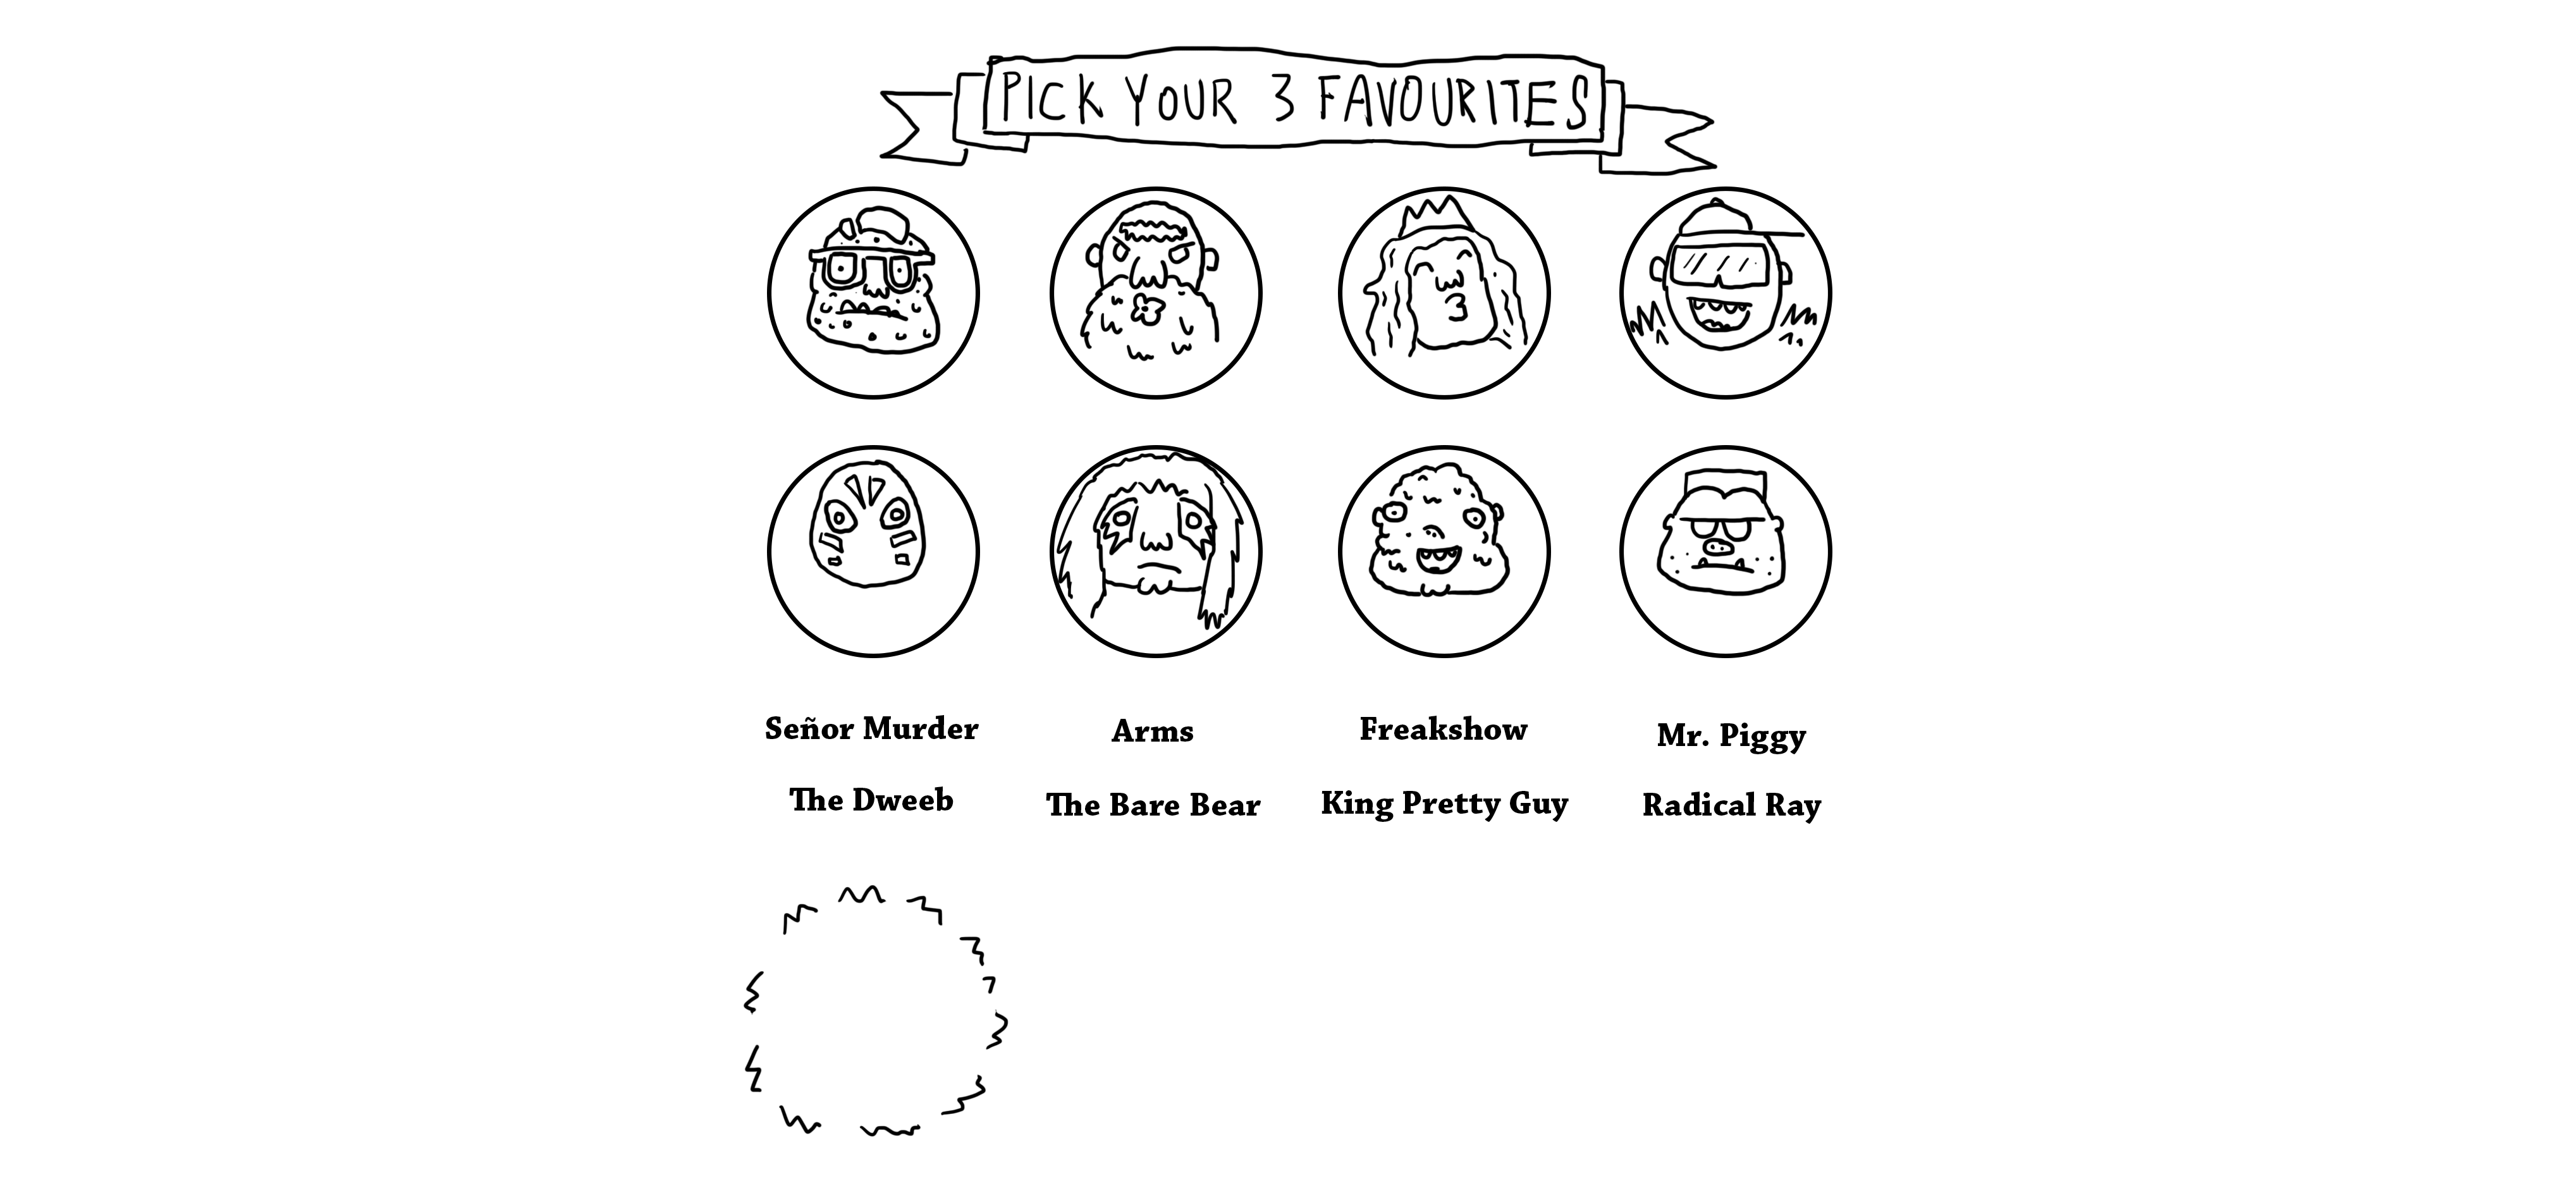 PICK YOUR 3 FAVOURITES
Señor Murder
Arms
Freakshow
Mr. Piggy
The Dweeb
The Bare Bear
King Pretty Guy
Radical Ray